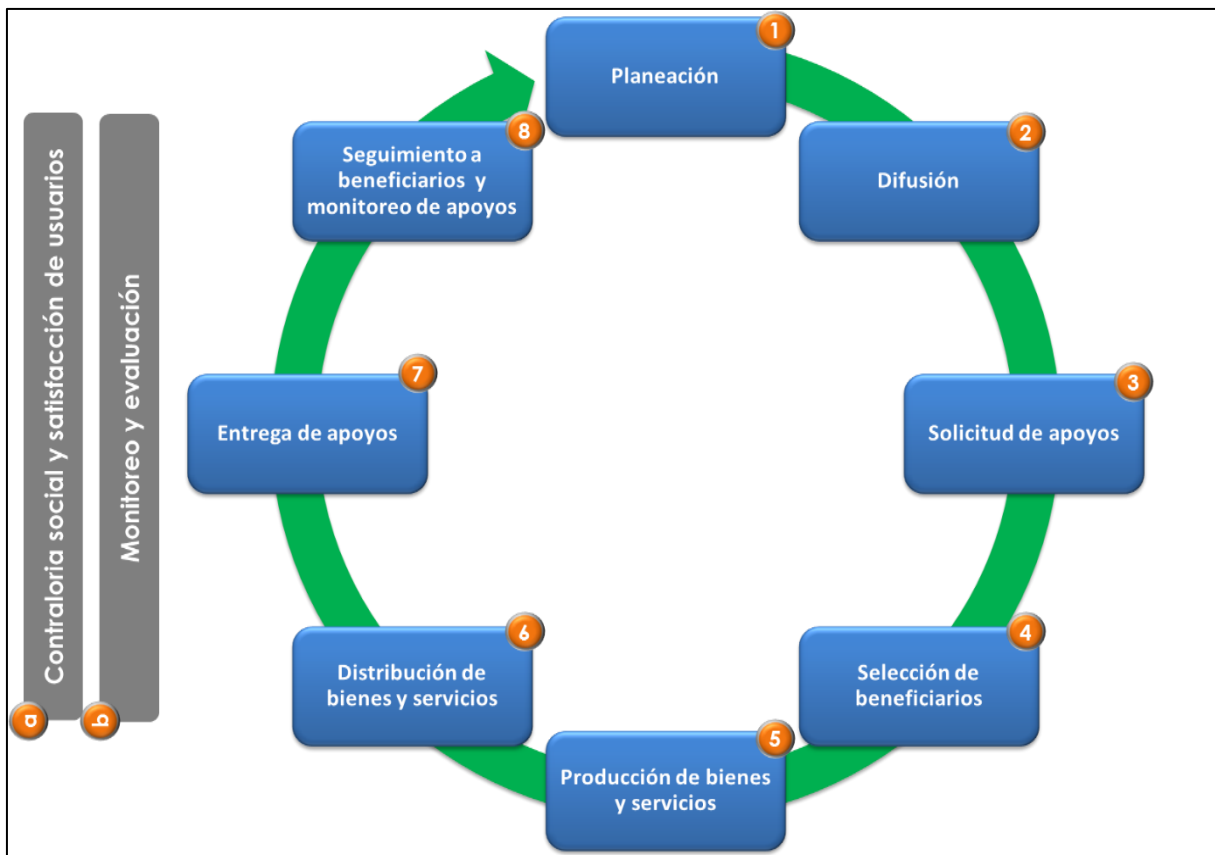 1
Planeación
2
Difusión
3
Solicitud de apoyos
4
Selección de
beneficiarios
5
Producción de bienes
y servicios
6
Distribución de
bienes y servicios
7
Entrega de apoyos
8
Seguimiento a
beneficiarios y
monitoreo de apoyos
a
Contraloria social y satisfacción de usuarios
b
Monitoreo y evaluación